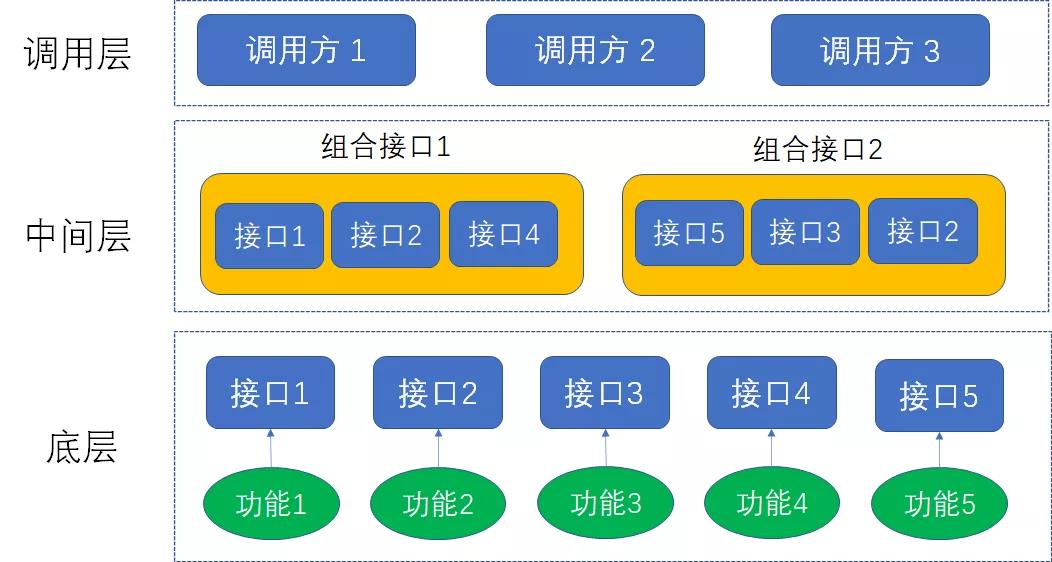 调用层
调用方 1
调用方 2
调用方 3
组合接口1
组合接口2
中间层
接口1
接口2
接口4
接口5
接口3
接口2
底层
接口1
接口2
接口3
接口4
接口5
功能1
功能2
功能3
功能4
功能5